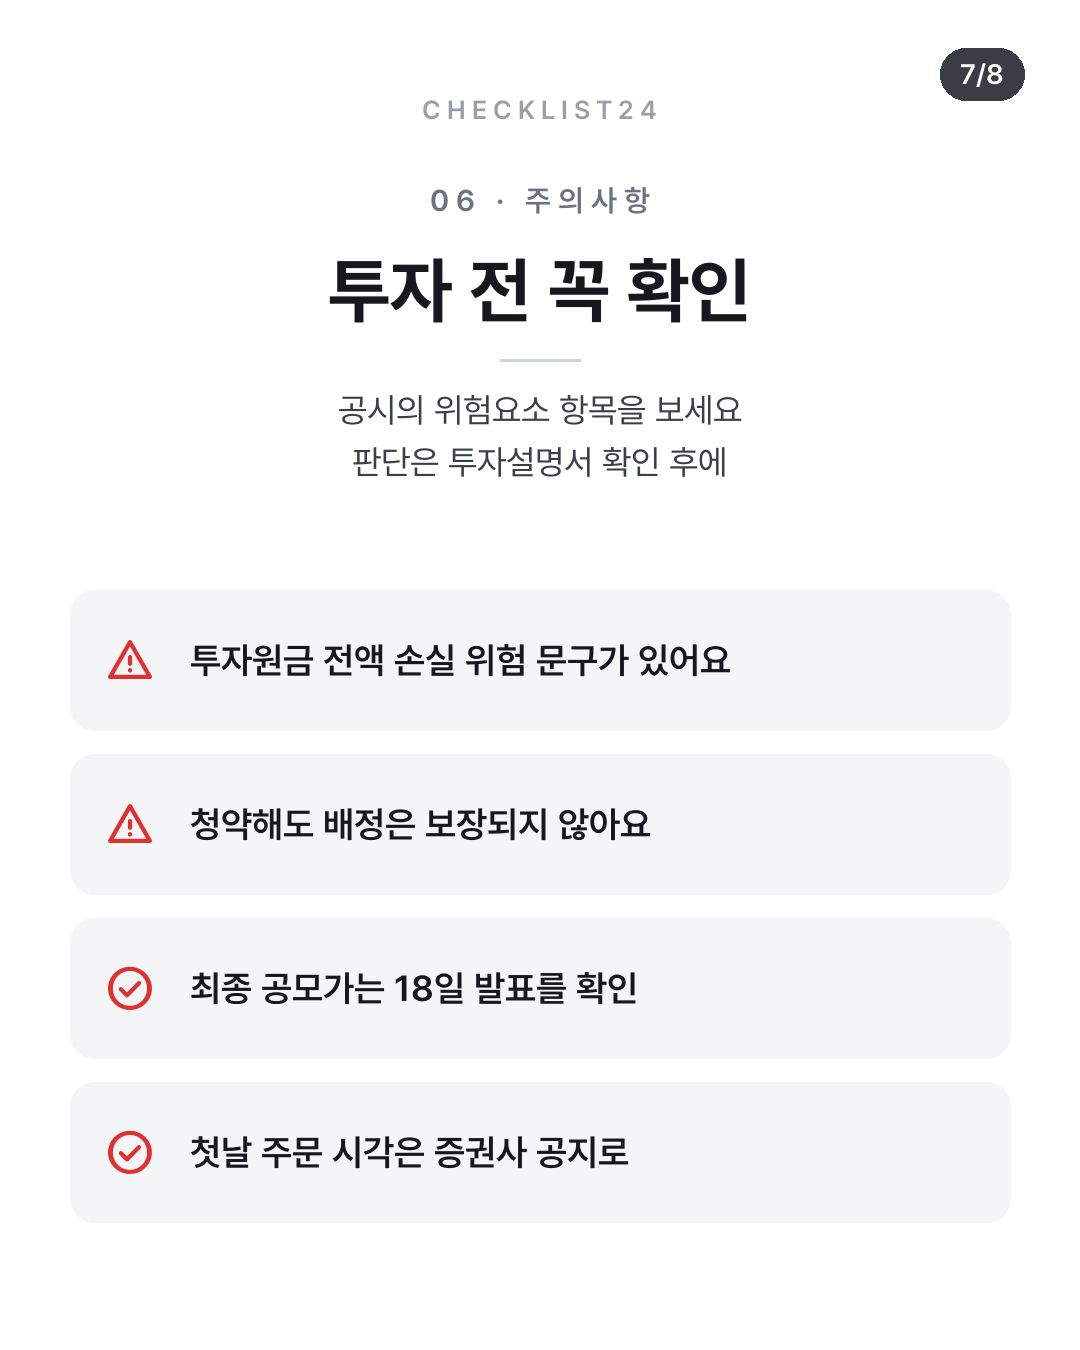 7/8
CHECKLIST24
06 · 주의사항
투자 전 꼭 확인
공시의 위험요소 항목을 보세요
판단은 투자설명서 확인 후에
투자원금 전액 손실 위험 문구가 있어요
청약해도 배정은 보장되지 않아요
최종 공모가는 18일 발표를 확인
첫날 주문 시각은 증권사 공지로